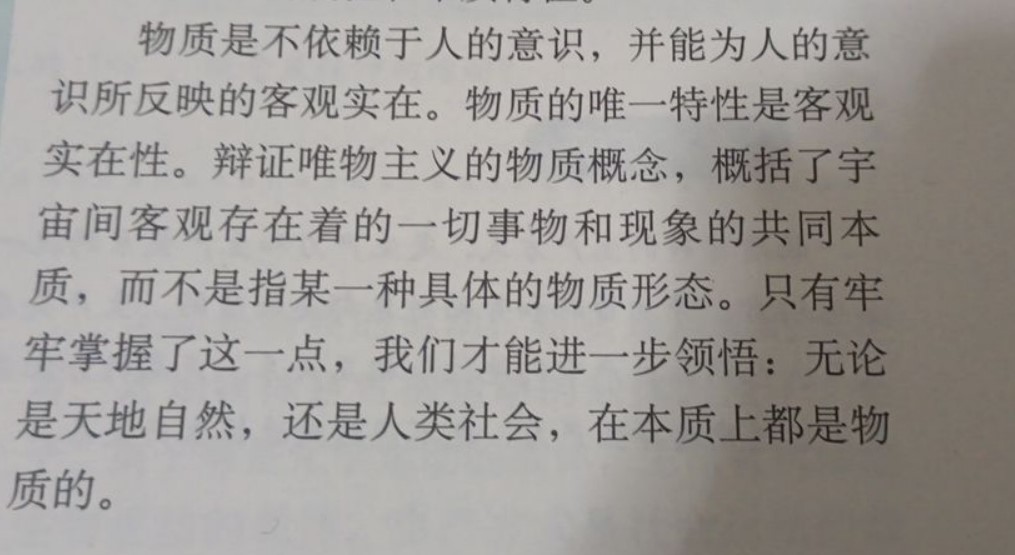 物质是不依赖于人的意识，并能为人的意
识所反映的客观实在。物质的唯一特性是客观
实在性。辩证唯物主义的物质概念，概括了宇
宙间客观存在着的一切事物和现象的共同本
质，而不是指某一种具体的物质形态。只有牢
牢掌握了这一点，我们才能进一步领悟：无论
是天地自然，还是人类社会，在本质上都是物
质的。